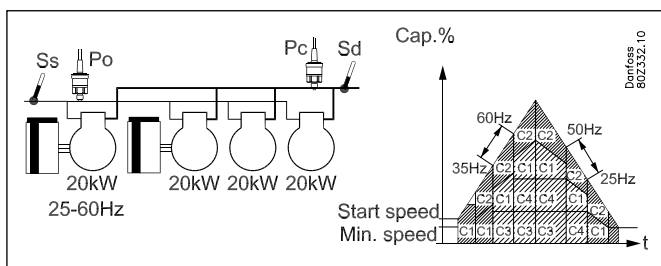 Ss
Po
Pc
Sd
20kW
20kW
20kW
20kW
25-60Hz
Cap.%
Danfoss
80Z332.10
60Hz
C2
C2
50Hz
35Hz
C2
C1
C1
C2
25Hz
Start speed
C2
C1
C4
C4
C1
C2
Min. speed
C1
C1
C3
C3
C4
C1
t